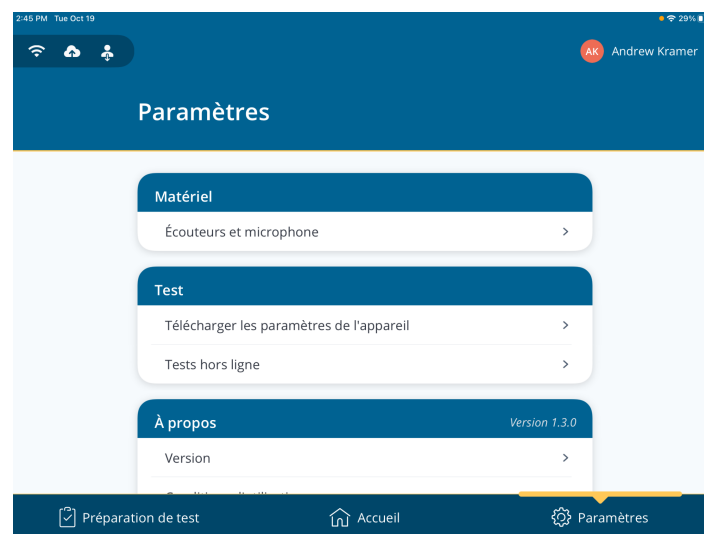 2:45 PM Tue Oct 19
29%
AK Andrew Kramer
Paramètres
Matériel
Écouteurs et microphone
Test
Télécharger les paramètres de l'appareil
Tests hors ligne
À propos
Version 1.3.0
Version
Préparation de test
Accueil
Paramètres